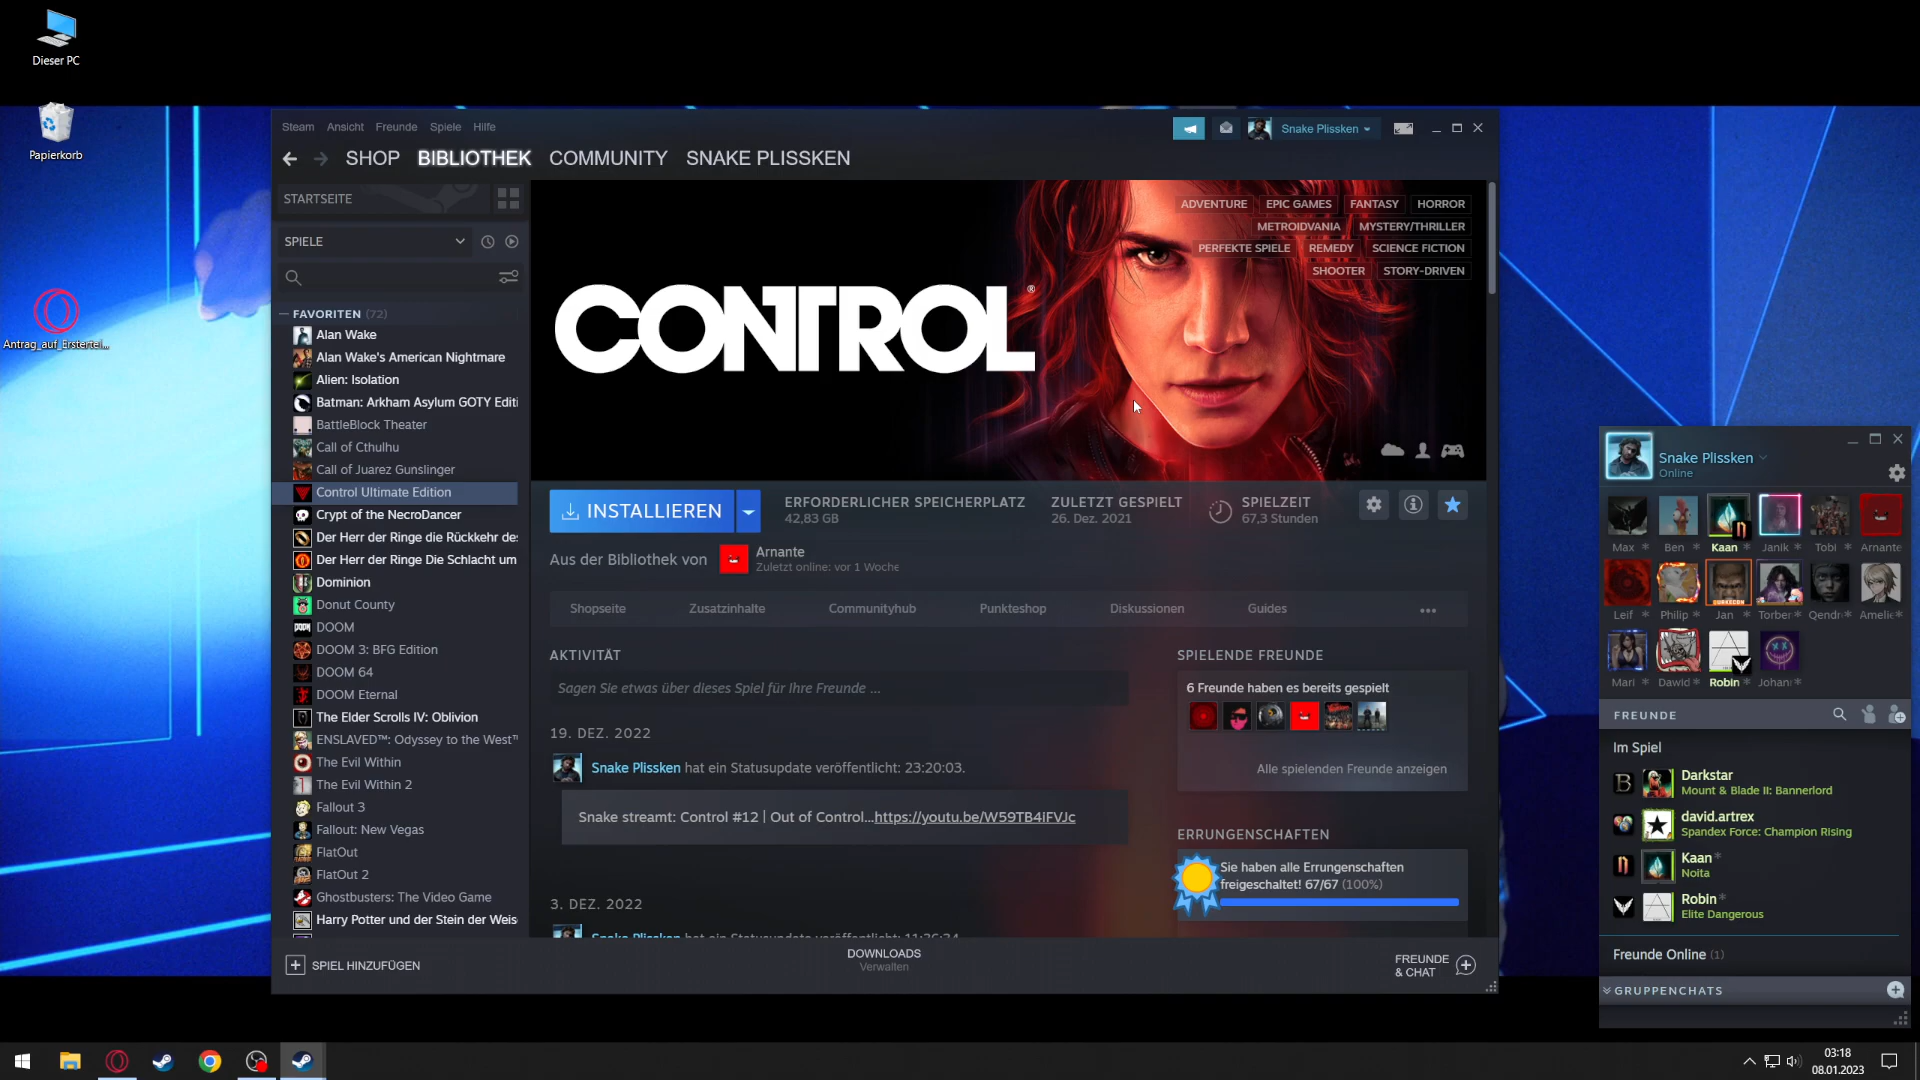 Dieser PC
Papierkorb
Antrag_auf_Erstertei...
Steam Ansicht Freunde Spiele Hilfe
Snake Plissken
SHOP BIBLIOTHEK COMMUNITY SNAKE PLISSKEN
STARTSEITE
SPIELE
FAVORITEN (72)
Alan Wake
Alan Wake's American Nightmare
Alien: Isolation
Batman: Arkham Asylum GOTY Editi
BattleBlock Theater
Call of Cthulhu
Call of Juarez Gunslinger
Control Ultimate Edition
Crypt of the NecroDancer
Der Herr der Ringe die Rückkehr des
Der Herr der Ringe Die Schlacht um
Dominion
Donut County
DOOM
DOOM 3: BFG Edition
DOOM 64
DOOM Eternal
The Elder Scrolls IV: Oblivion
ENSLAVED™: Odyssey to the West™
The Evil Within
The Evil Within 2
Fallout 3
Fallout: New Vegas
FlatOut
FlatOut 2
Ghostbusters: The Video Game
Harry Potter und der Stein der Weise
SPIEL HINZUFÜGEN
CONTROL®
ADVENTURE EPIC GAMES FANTASY HORROR
METROIDVANIA MYSTERY/THRILLER
PERFEKTE SPIELE REMEDY SCIENCE FICTION
SHOOTER STORY-DRIVEN
INSTALLIEREN
ERFORDERLICHER SPEICHERPLATZ
42,83 GB
ZULETZT GESPIELT
26. Dez. 2021
SPIELZEIT
67,3 Stunden
Aus der Bibliothek von
Arnante
Zuletzt online: vor 1 Woche
Shopseite Zusatzinhalte Communityhub Punkteshop Diskussionen Guides
AKTIVITÄT
Sagen Sie etwas über dieses Spiel für Ihre Freunde ...
19. DEZ. 2022
Snake Plissken hat ein Statusupdate veröffentlicht: 23:20:03.
Snake streamt: Control #12 | Out of Control...https://youtu.be/W59TB4iFVJc
3. DEZ. 2022
Snake Plissken hat ein Statusupdate veröffentlicht: 11:36:34
SPIELENDE FREUNDE
6 Freunde haben es bereits gespielt
Alle spielenden Freunde anzeigen
ERRUNGENSCHAFTEN
Sie haben alle Errungenschaften
freigeschaltet! 67/67 (100%)
DOWNLOADS
Verwalten
FREUNDE
& CHAT
Snake Plissken
Online
Max * Ben * Kaan * Janik * Tobi * Arnante
Leif * Philip * Jan * Torber * Qendr * Amelie *
Mari * Dawid * Robin * Johan *
FREUNDE
Im Spiel
Darkstar
Mount & Blade II: Bannerlord
david.artrex
Spandex Force: Champion Rising
Kaan *
Noita
Robin *
Elite Dangerous
Freunde Online (1)
GRUPPENCHATS
03:18
08.01.2023